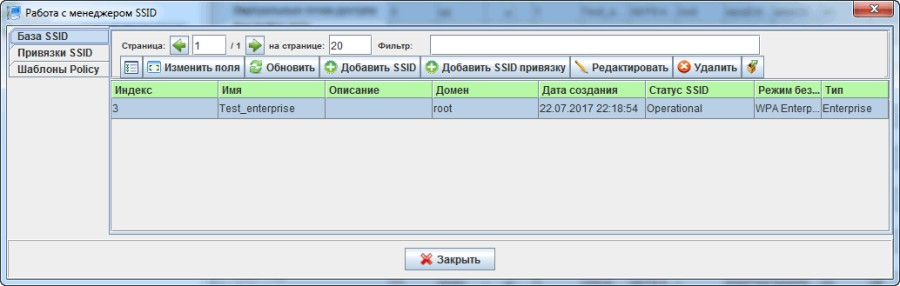 Работа с менеджером SSID
База SSID
Привязки SSID
Шаблоны Policy
Страница: 1 / 1 на странице: 20 Фильтр:
Изменить поля Обновить Добавить SSID Добавить SSID привязку Редактировать Удалить
Индекс Имя Описание Домен Дата создания Статус SSID Режим без... Тип
3 Test_enterprise root 22.07.2017 22:18:54 Operational WPA Enterp... Enterprise
Закрыть